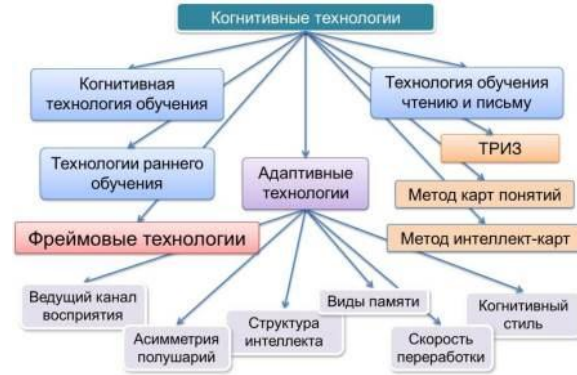 Когнитивные технологии
Когнитивная
технология обучения
Технология обучения
чтению и письму
Технологии раннего
обучения
Адаптивные
технологии
ТРИЗ
Метод карт понятий
Фреймовые технологии
Метод интеллект-карт
Ведущий канал
восприятия
Асимметрия
полушарий
Структура
интеллекта
Виды памяти
Скорость
переработки
Когнитивный
стиль